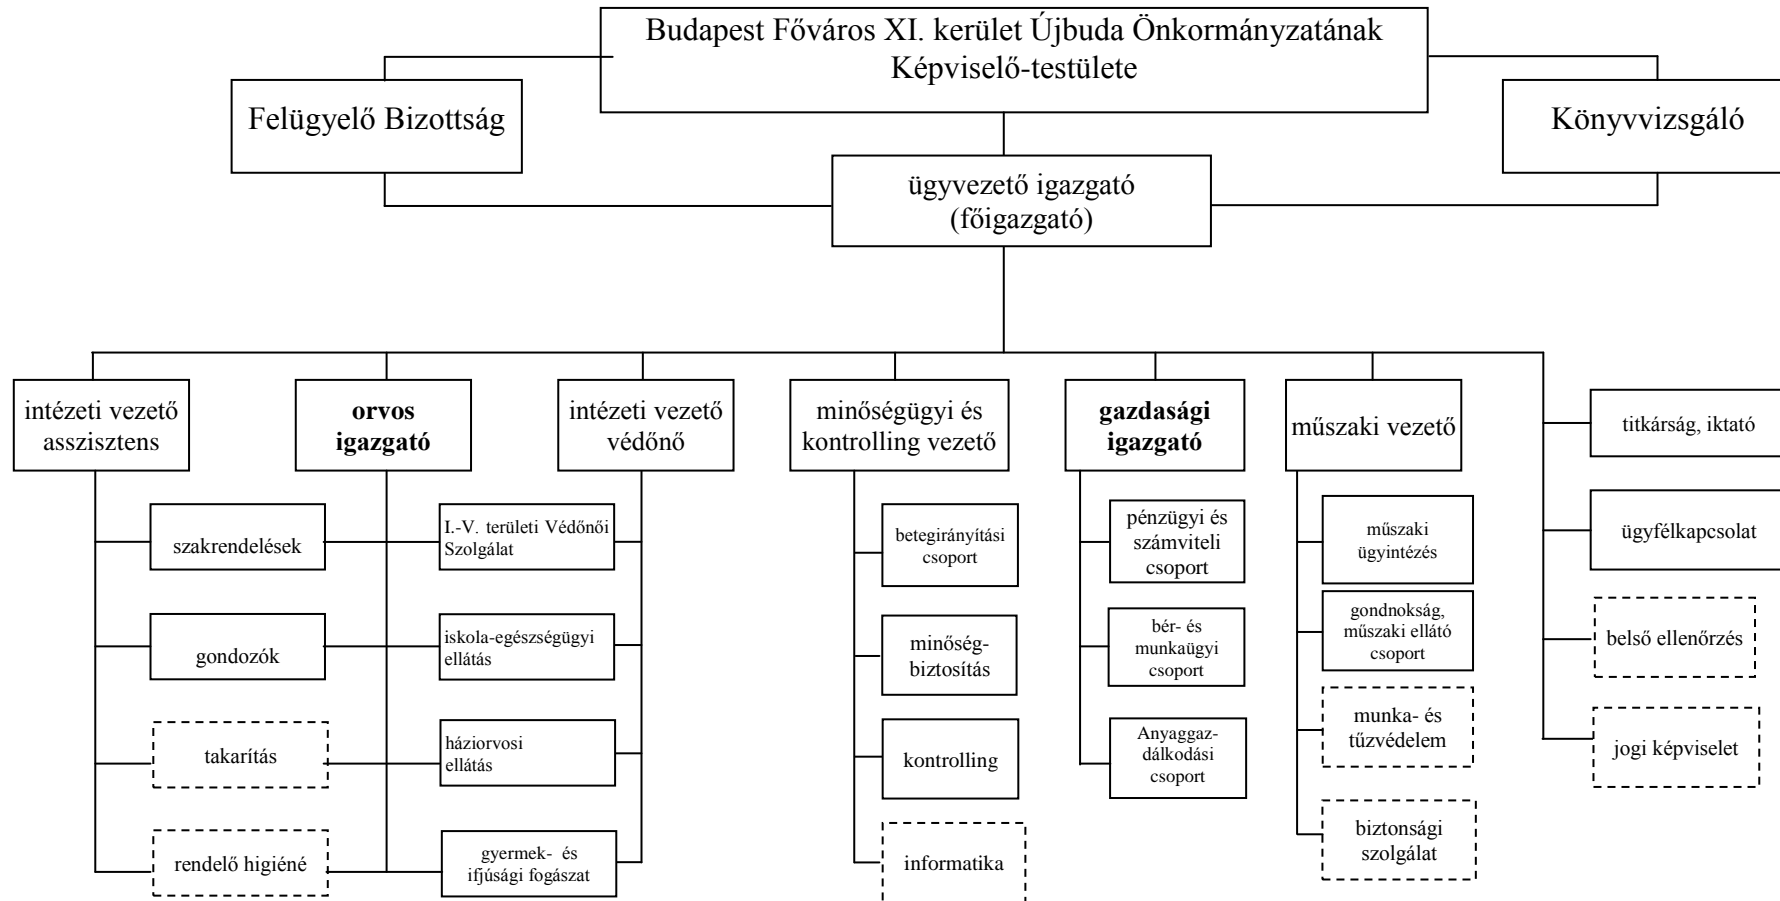 Budapest Főváros XI. kerület Újbuda Önkormányzatának
Képviselő-testülete
Felügyelő Bizottság
Könyvvizsgáló
ügyvezető igazgató
(főigazgató)
intézeti vezető
asszisztens
orvos
igazgató
intézeti vezető
védőnő
minőségügyi és
kontrolling vezető
gazdasági
igazgató
műszaki vezető
titkárság, iktató
szakrendelések
I.-V. területi Védőnői
Szolgálat
betegirányítási
csoport
pénzügyi és
számviteli
csoport
műszaki
ügyintézés
ügyfélkapcsolat
gondozók
iskola-egészségügyi
ellátás
minőség-
biztosítás
bér- és
munkaügyi
csoport
gondnokság,
műszaki ellátó
csoport
belső ellenőrzés
takarítás
háziorvosi
ellátás
kontrolling
Anyaggaz-
dálkodási
csoport
munka- és
tűzvédelem
jogi képviselet
rendelő higiéné
gyermek- és
ifjúsági fogászat
informatika
biztonsági
szolgálat